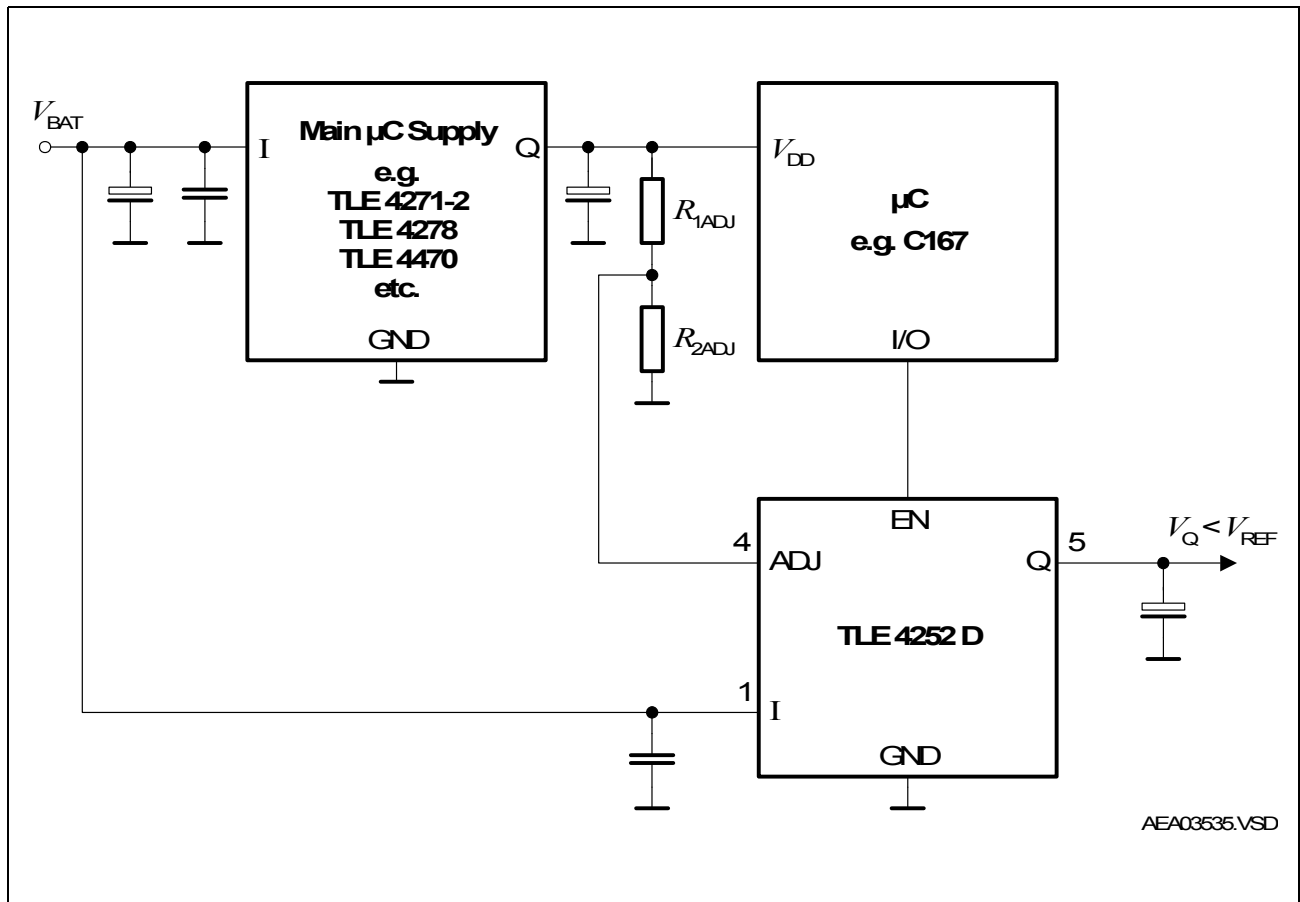 V_BAT
I
Main µC Supply
e.g.
TLE 4271-2
TLE 4278
TLE 4470
etc.
Q
GND
R_1ADJ
R_2ADJ
V_DD
µC
e.g. C167
I/O
EN
4
ADJ
Q
5
V_Q < V_REF
TLE 4252 D
1
I
GND
AEA03535.VSD